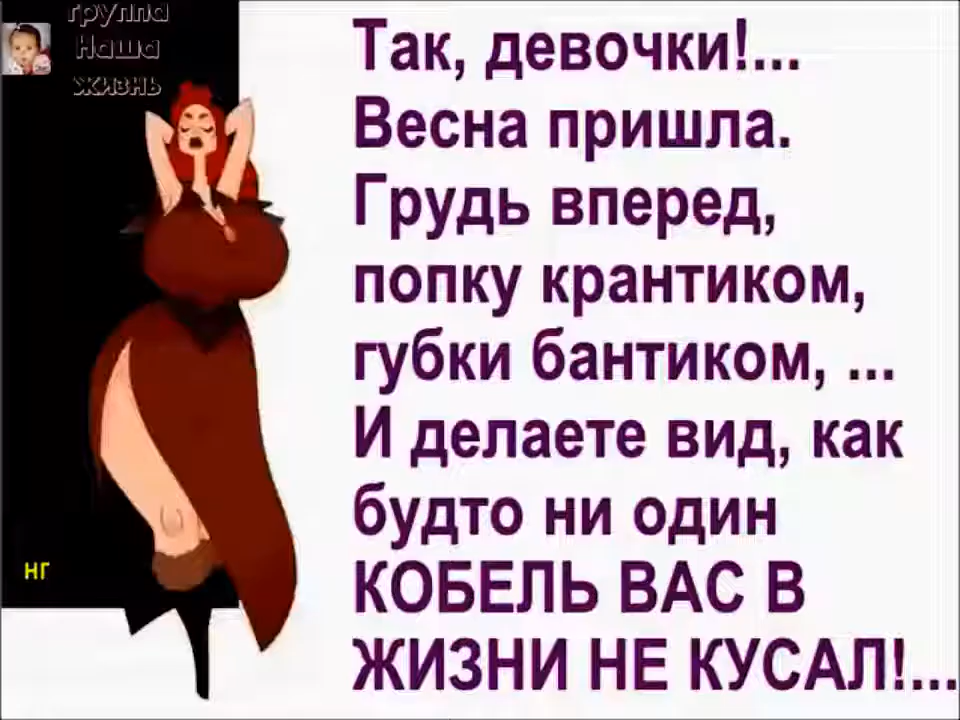 группа
Наша
жизнь
Так, девочки!...
Весна пришла.
Грудь вперед,
попку крантиком,
губки бантиком, ...
И делаете вид, как
будто ни один
КОБЕЛЬ ВАС В
ЖИЗНИ НЕ КУСАЛ!...
НГ